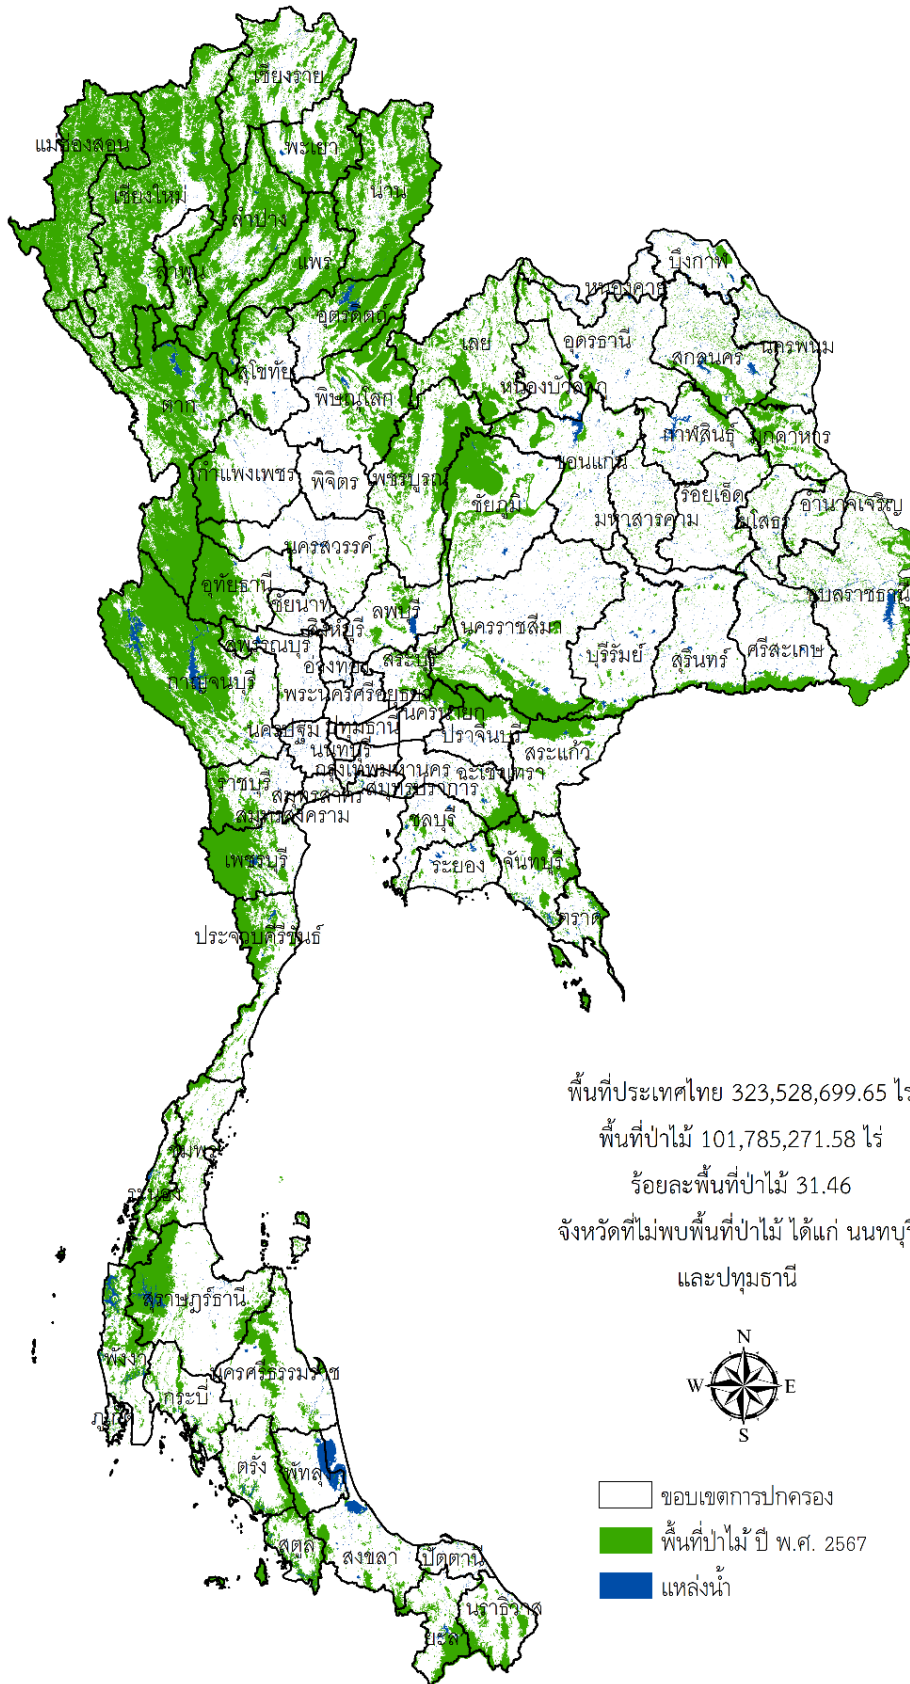 เชียงราย
แม่ฮ่องสอน
พะเยา
เชียงใหม่
น่าน
ลำปาง
ลำพูน
แพร่
บึงกาฬ
หนองคาย
อุตรดิตถ์
เลย
อุดรธานี
สกลนคร
นครพนม
สุโขทัย
ตาก
พิษณุโลก
หนองบัวลำภู
กาฬสินธุ์
มุกดาหาร
กำแพงเพชร
พิจิตร
เพชรบูรณ์
ขอนแก่น
ชัยภูมิ
มหาสารคาม
ร้อยเอ็ด
ยโสธร
อำนาจเจริญ
นครสวรรค์
อุทัยธานี
ชัยนาท
ลพบุรี
นครราชสีมา
อุบลราชธานี
สิงห์บุรี
สุพรรณบุรี
อ่างทอง
สระบุรี
บุรีรัมย์
สุรินทร์
ศรีสะเกษ
กาญจนบุรี
พระนครศรีอยุธยา
นครนายก
นครปฐม
ปทุมธานี
ปราจีนบุรี
นนทบุรี
สระแก้ว
กรุงเทพมหานคร
ฉะเชิงเทรา
ราชบุรี
สมุทรสาคร
สมุทรปราการ
สมุทรสงคราม
ชลบุรี
เพชรบุรี
ระยอง
จันทบุรี
ตราด
ประจวบคีรีขันธ์
ชุมพร
ระนอง
สุราษฎร์ธานี
พังงา
นครศรีธรรมราช
กระบี่
ภูเก็ต
ตรัง
พัทลุง
สตูล
สงขลา
ปัตตานี
นราธิวาส
ยะลา
พื้นที่ประเทศไทย 323,528,699.65 ไร่
พื้นที่ป่าไม้ 101,785,271.58 ไร่
ร้อยละพื้นที่ป่าไม้ 31.46
จังหวัดที่ไม่พบพื้นที่ป่าไม้ ได้แก่ นนทบุรี
และปทุมธานี
N
W E
S
ขอบเขตการปกครอง
พื้นที่ป่าไม้ ปี พ.ศ. 2567
แหล่งน้ำ